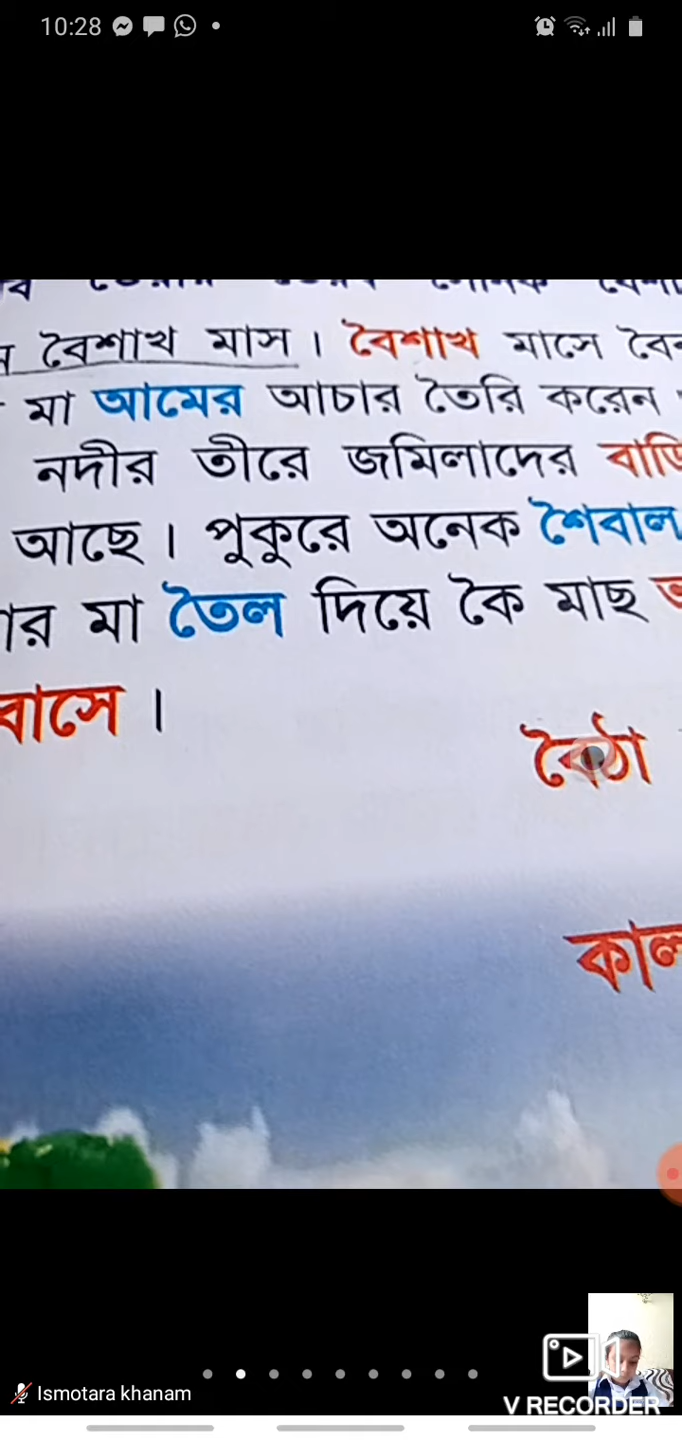 10:28
বৈশাখ মাস । বৈশাখ মাসে
মা আমের আচার তৈরি করেন
নদীর তীরে জমিলাদের
আছে । পুকুরে অনেক শৈবাল
মা তৈল দিয়ে কৈ মাছ
বাসে ।
বৈঠা
Ismotara khanam
V RECORDER